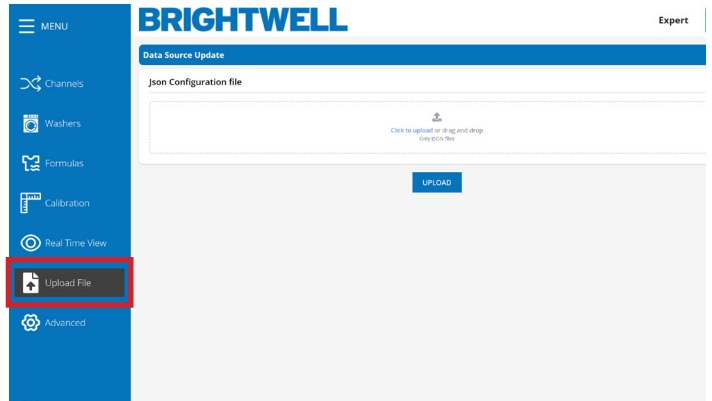 MENU
BRIGHTWELL
Expert
Data Source Update
Json Configuration file
Click to upload or drag and drop
Only JSON files
UPLOAD
Channels
Washers
Formulas
Calibration
Real Time View
Upload File
Advanced